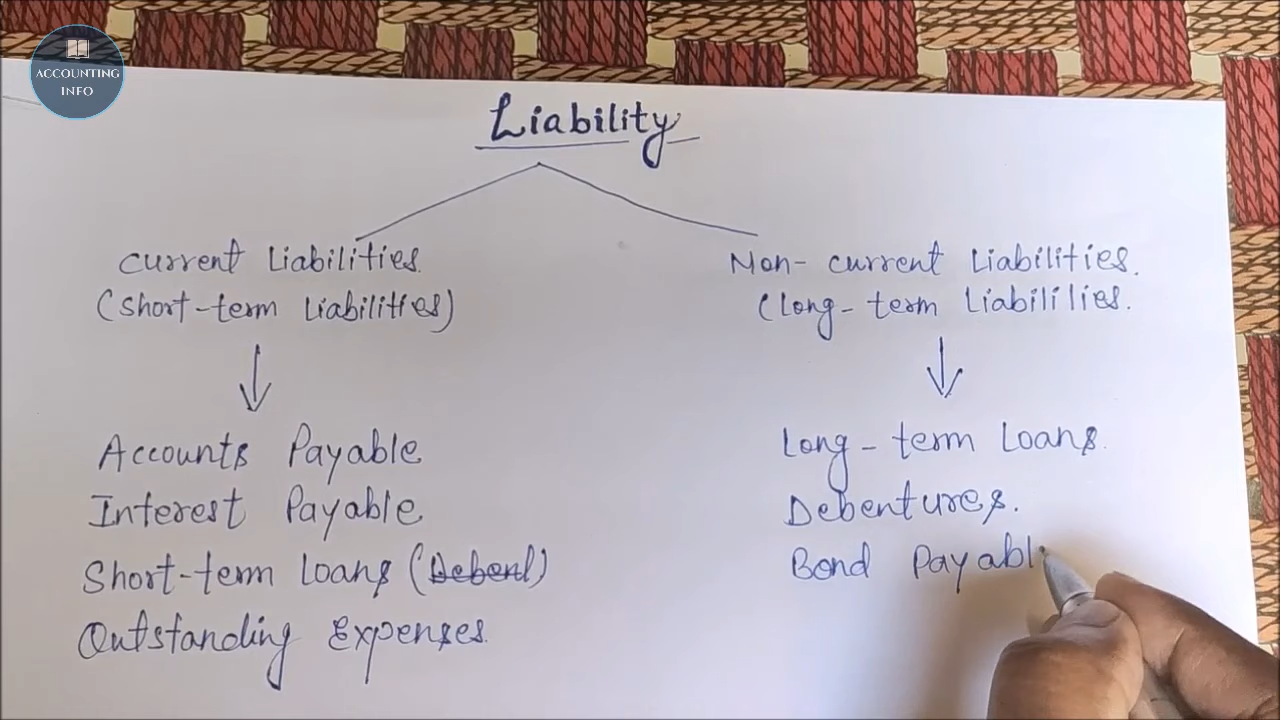 ACCOUNTING
INFO
Liability
Current Liabilities.
(Short-term Liabilities)
Non-current Liabilities.
(Long-term Liabililies.
Accounts Payable
Interest Payable
Short-term Loans (Debent)
Outstanding Expenses.
Long-term Loans.
Debentures.
Bond Payabl